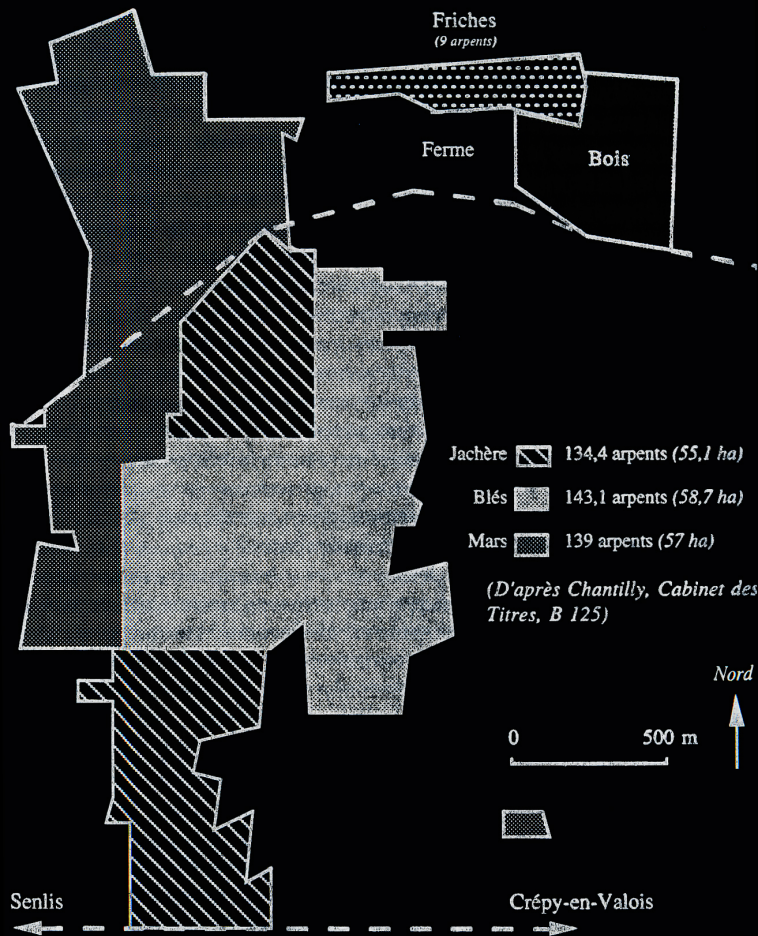 Friches
(9 arpents)
Ferme
Bois
Jachère 134,4 arpents (55,1 ha)
Blés 143,1 arpents (58,7 ha)
Mars 139 arpents (57 ha)
(D'après Chantilly, Cabinet des
Titres, B 125)
Nord
0 500 m
Senlis Crépy-en-Valois